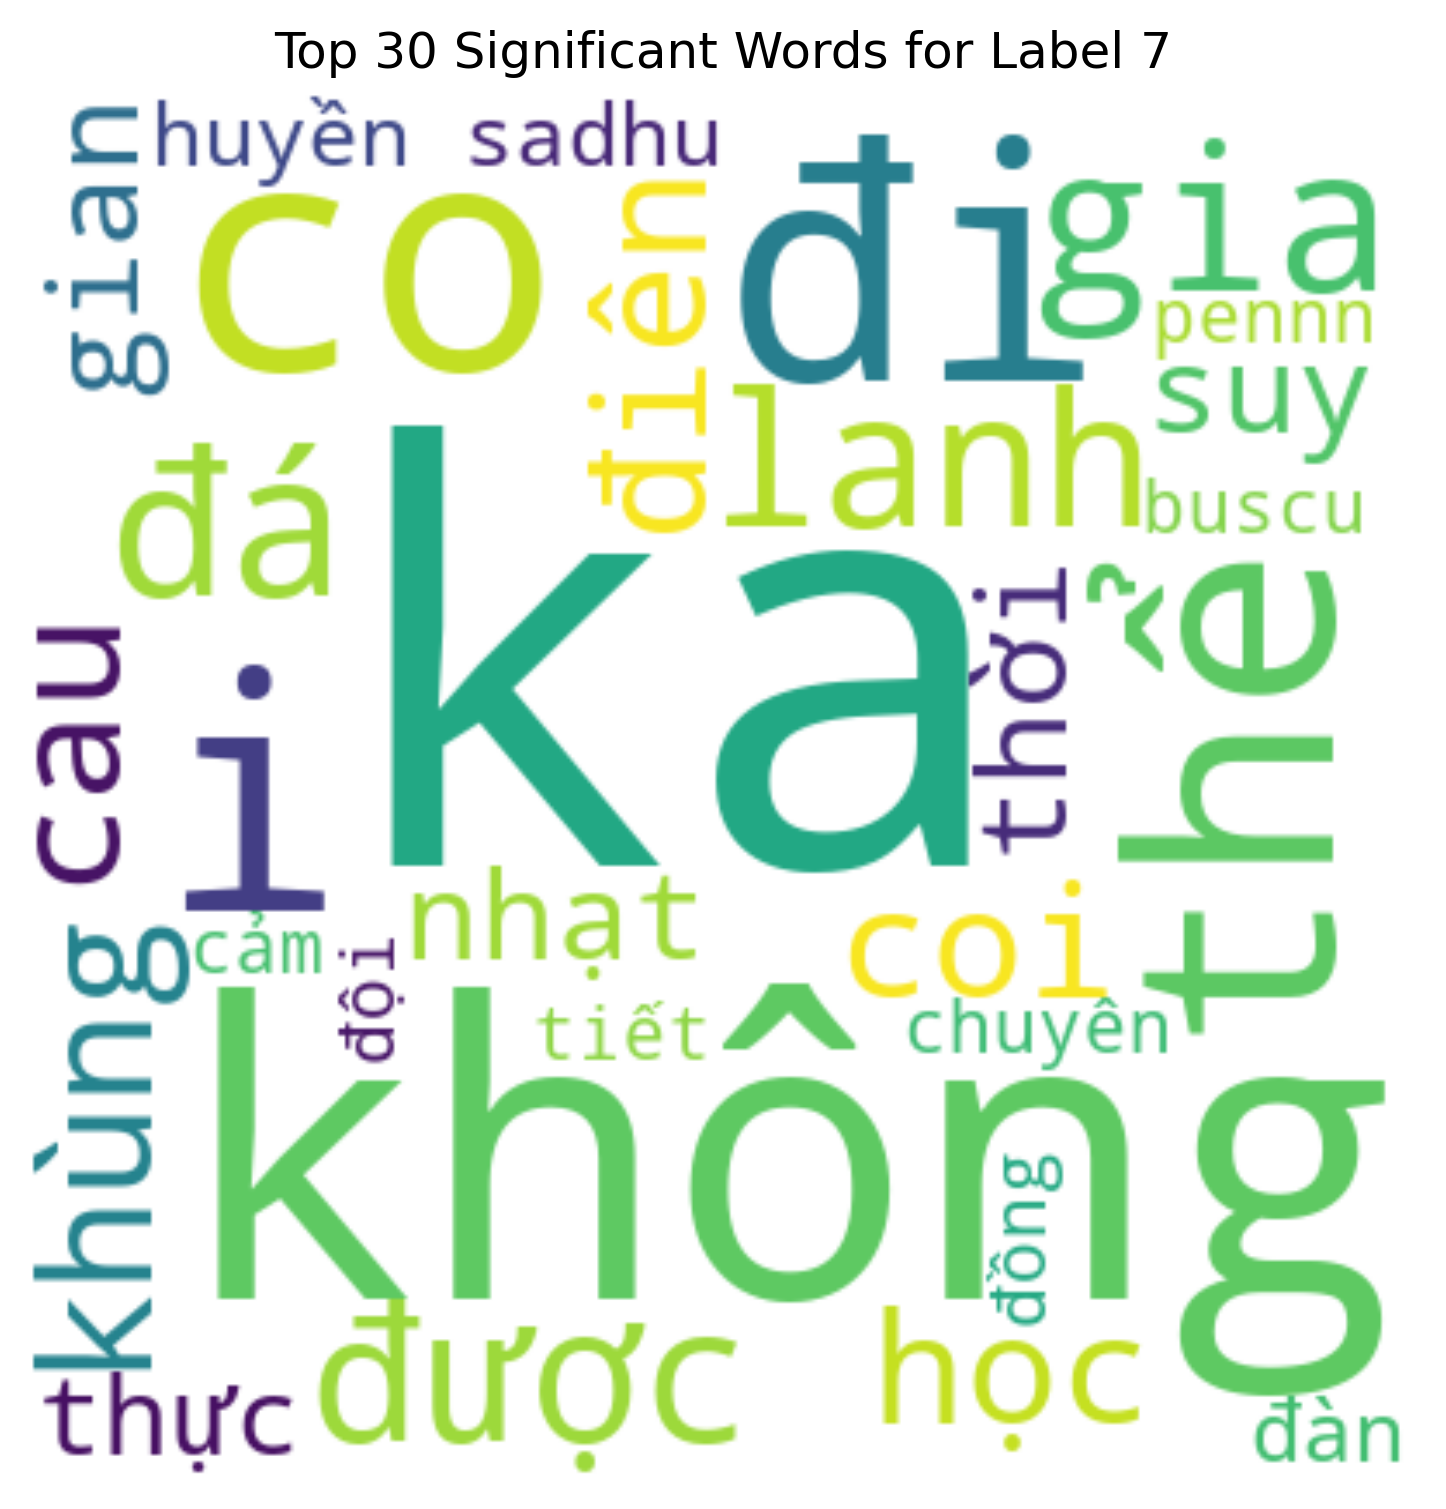 Top 30 Significant Words for Label 7
gian
huyền
sadhu
co
điên
đi
gia
pennn
suy
lanh
buscu
đá
ka
thời
thể
cau
i
nhạt
coi
cảm
đội
tiết
chuyên
khùng
không
đồng
thực
được
học
đàn